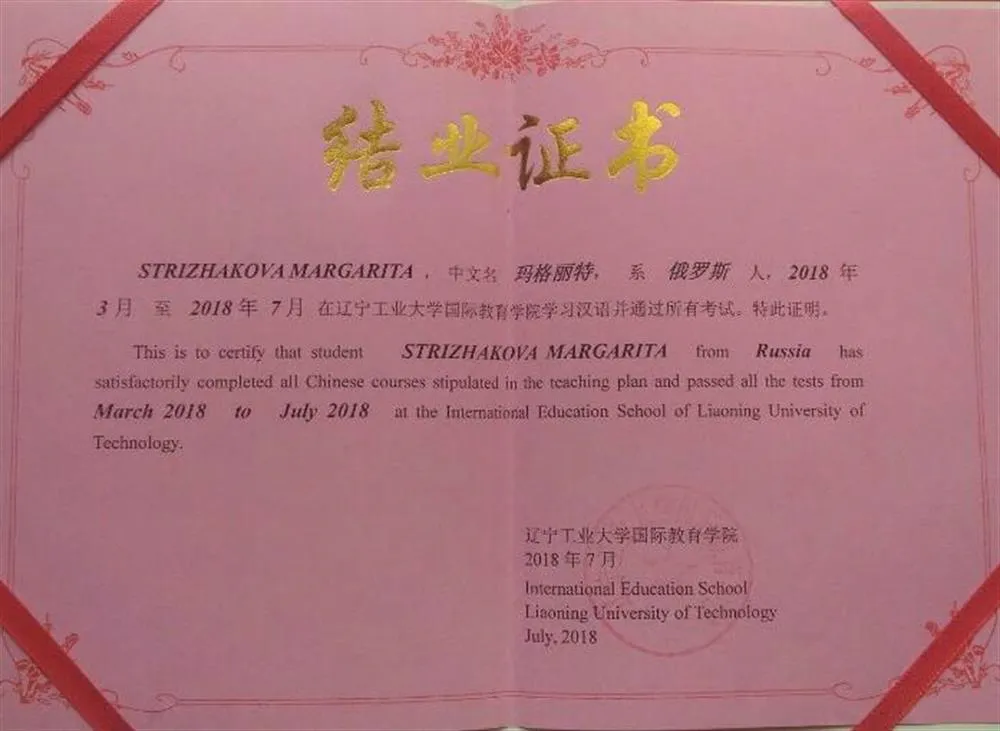 结业证书
STRIZHAKOVA MARGARITA，中文名 玛格丽特，系 俄罗斯 人，2018 年
3 月 至 2018 年 7 月 在辽宁工业大学国际教育学院学习汉语并通过所有考试。特此证明。
This is to certify that student STRIZHAKOVA MARGARITA from Russia has
satisfactorily completed all Chinese courses stipulated in the teaching plan and passed all the tests from
March 2018 to July 2018 at the International Education School of Liaoning University of
Technology.
辽宁工业大学国际教育学院
2018 年 7 月
International Education School
Liaoning University of Technology
July, 2018